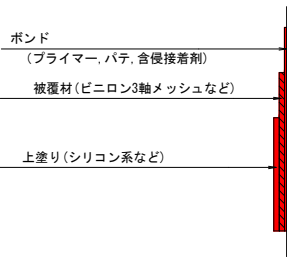 ボンド
(プライマー,パテ,含侵接着剤)
被覆材(ビニロン3軸メッシュなど)
上塗り(シリコン系など)